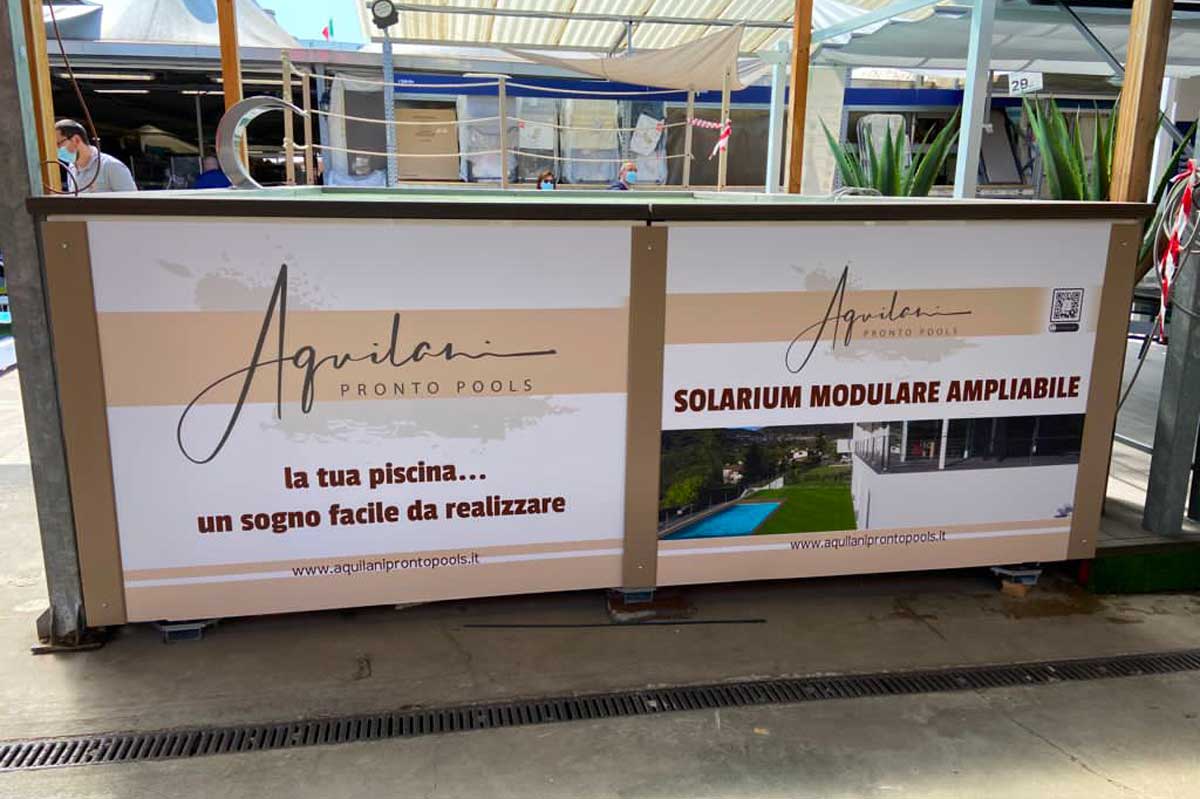 29
Aquilani
PRONTO POOLS
la tua piscina...
un sogno facile da realizzare
www.aquilaniprontopools.it
Aquilani
PRONTO POOLS
SOLARIUM MODULARE AMPLIABILE
www.aquilaniprontopools.it